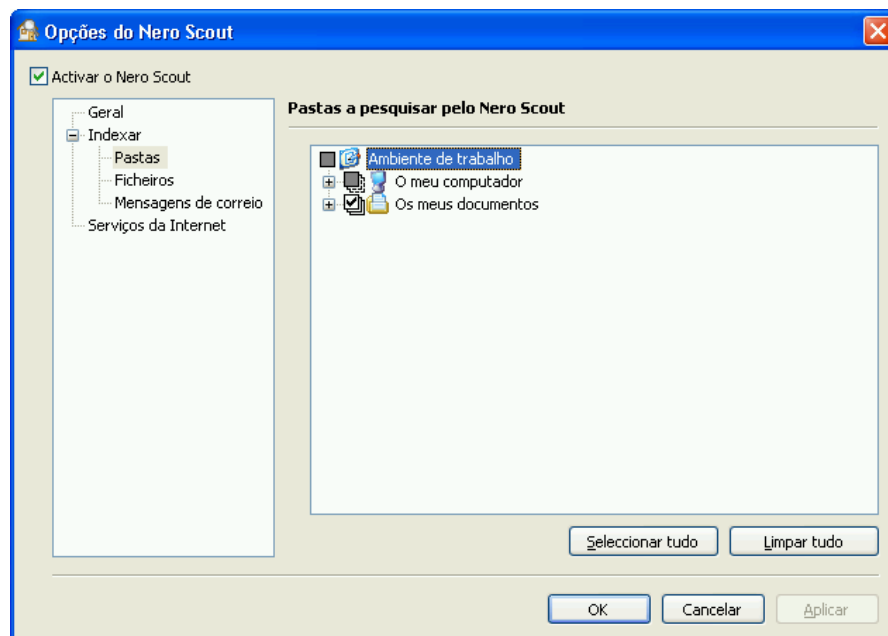 Opções do Nero Scout
Activar o Nero Scout
Geral
Indexar
Pastas
Ficheiros
Mensagens de correio
Serviços da Internet
Pastas a pesquisar pelo Nero Scout
Ambiente de trabalho
O meu computador
Os meus documentos
Seleccionar tudo
Limpar tudo
OK
Cancelar
Aplicar